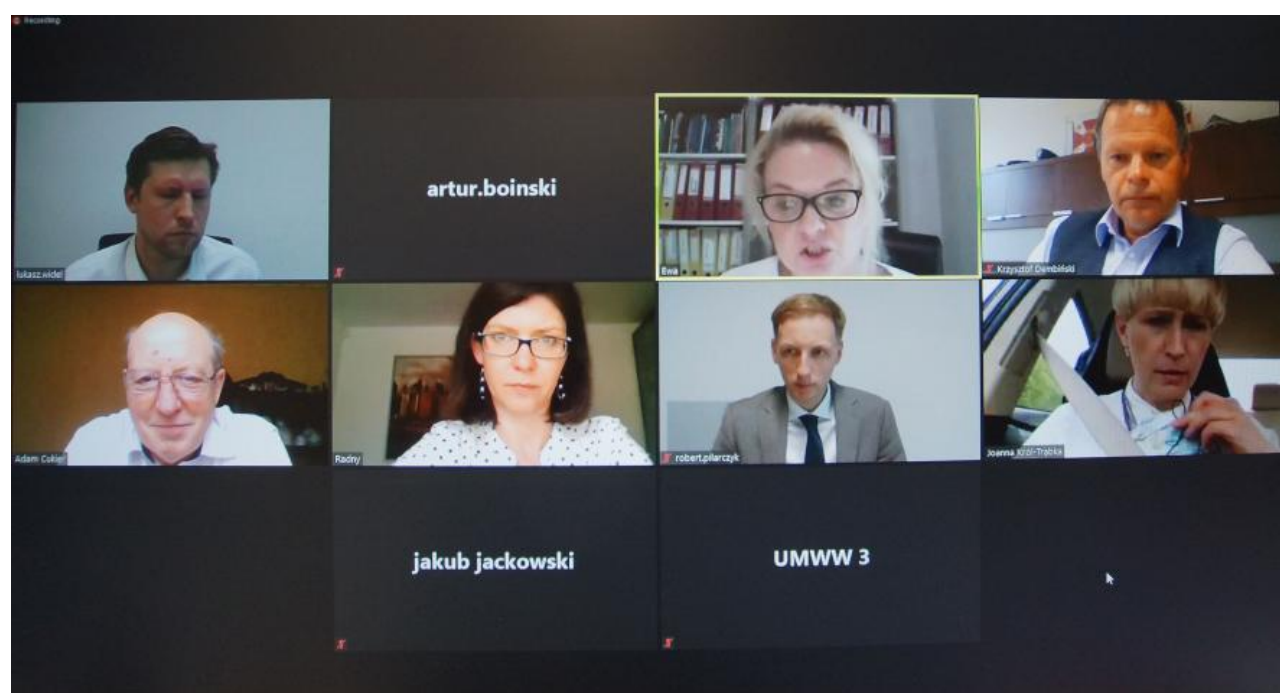 Recording
lukasz.widel
artur.boinski
Ewa
Krzysztof Dembiński
Adam Cukier
Radny
robert.pilarczyk
Joanna Król-Trąbka
jakub jackowski
UMWW 3